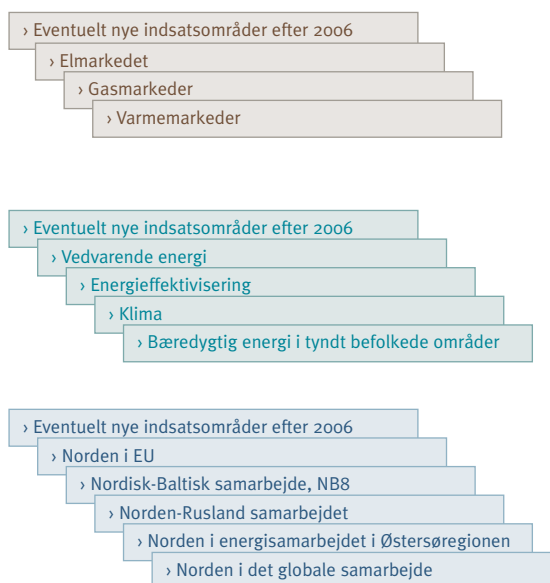 › Eventuelt nye indsatsområder efter 2006
› Elmarkedet
› Gasmarkeder
› Varmemarkeder
› Eventuelt nye indsatsområder efter 2006
› Vedvarende energi
› Energieffektivisering
› Klima
› Bæredygtig energi i tyndt befolkede områder
› Eventuelt nye indsatsområder efter 2006
› Norden i EU
› Nordisk-Baltisk samarbejde, NB8
› Norden-Rusland samarbejdet
› Norden i energisamarbejdet i Østersøregionen
› Norden i det globale samarbejde